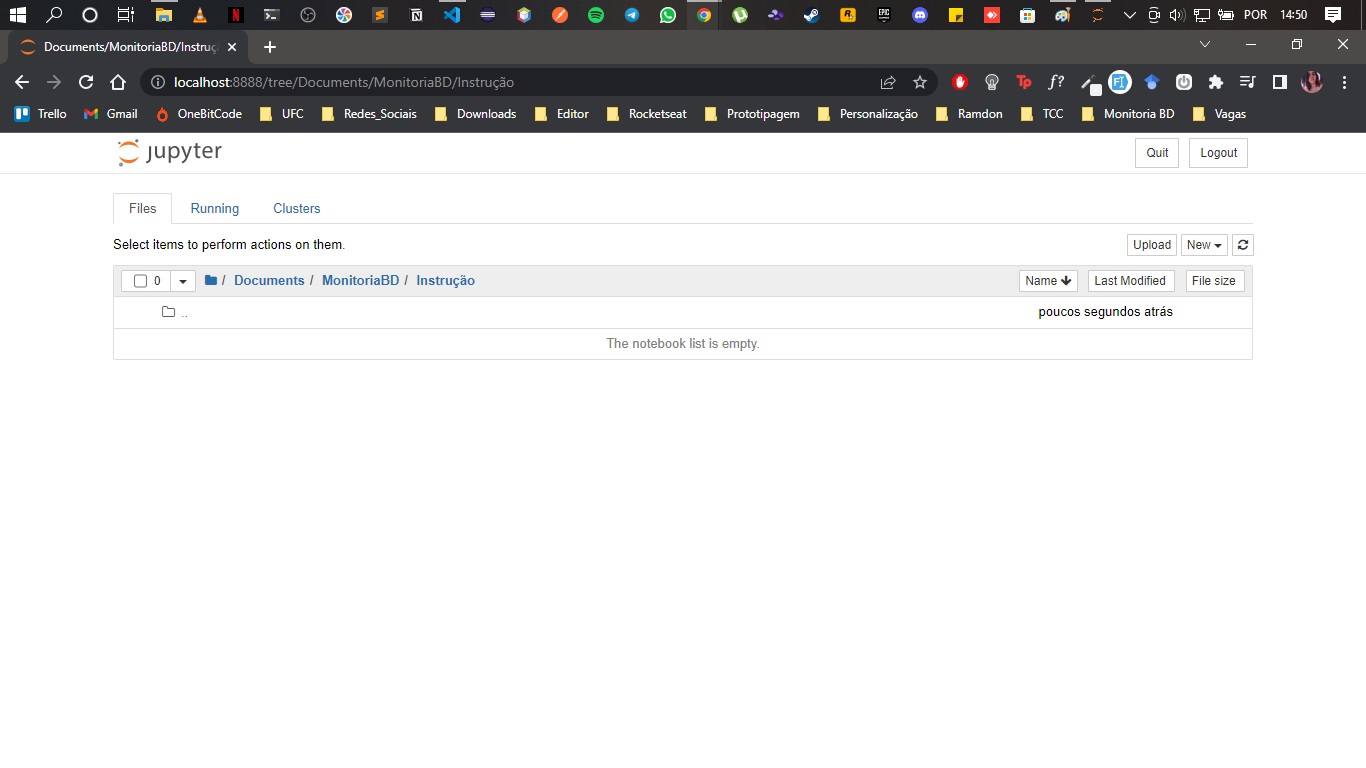 POR 14:50
Documents/MonitoriaBD/Instruç
localhost:8888/tree/Documents/MonitoriaBD/Instrução
Trello Gmail OneBitCode UFC Redes_Sociais Downloads Editor Rocketseat Prototipagem Personalização Ramdon TCC Monitoria BD Vagas
jupyter Quit Logout
Files Running Clusters
Select items to perform actions on them. Upload New
0 / Documents / MonitoriaBD / Instrução Name Last Modified File size
.. poucos segundos atrás
The notebook list is empty.